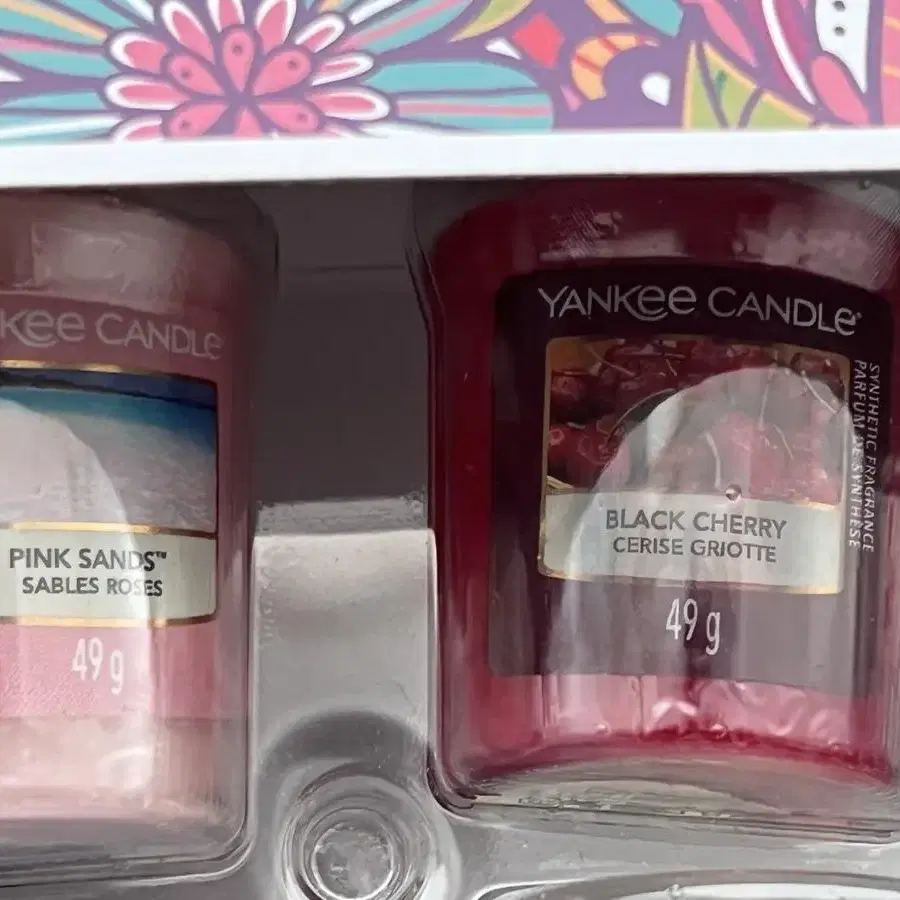 KEE CANDLE
PINK SANDS™
SABLES ROSES
49 g
YANKEE CANDLE®
SYNTHETIC FRAGRANCE
PARFUM DE SYNTHÈSE
BLACK CHERRY
CERISE GRIOTTE
49 g